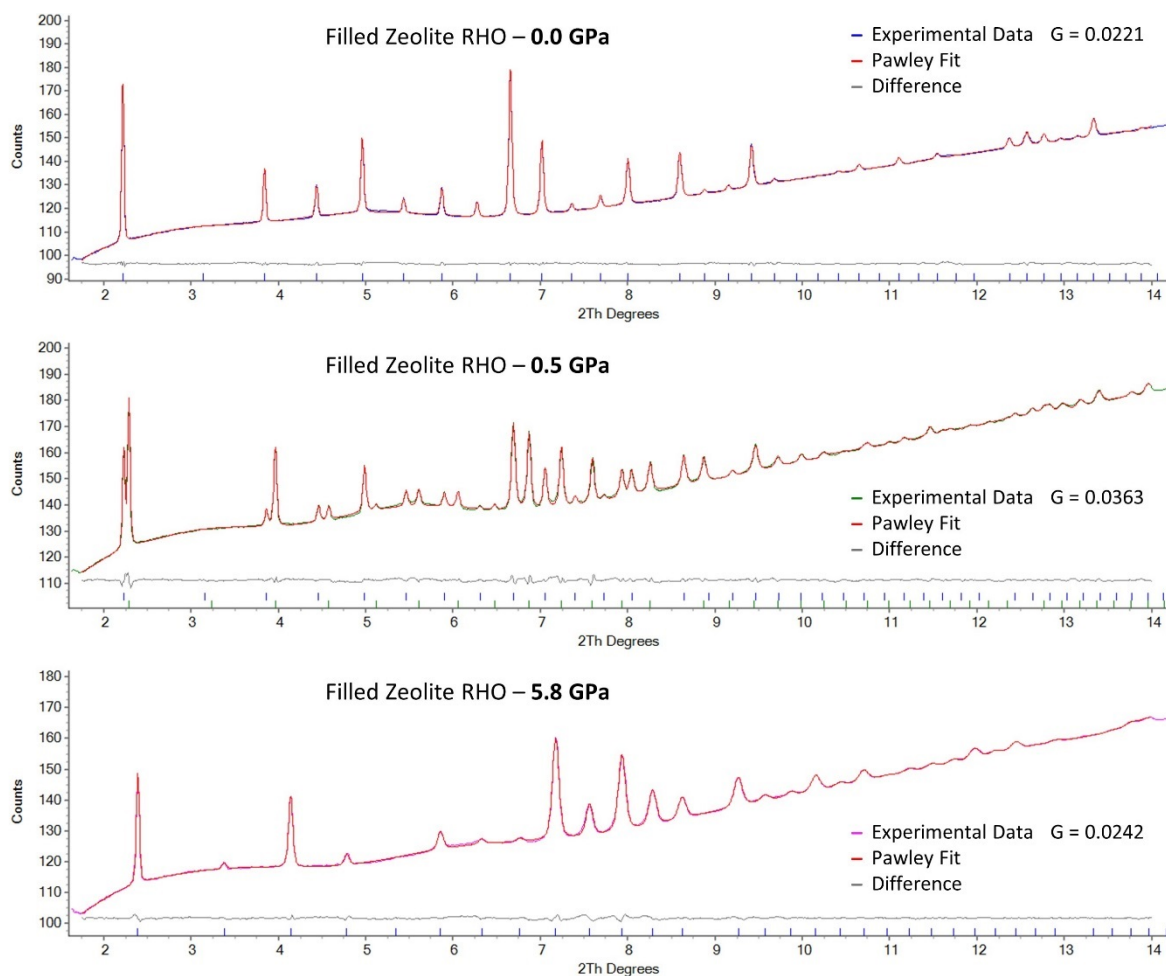 Filled Zeolite RHO – 0.0 GPa
Experimental Data G = 0.0221
Pawley Fit
Difference
Counts
200
190
180
170
160
150
140
130
120
110
100
90
2 3 4 5 6 7 8 9 10 11 12 13 14
2Th Degrees
Filled Zeolite RHO – 0.5 GPa
Experimental Data G = 0.0363
Pawley Fit
Difference
Counts
200
190
180
170
160
150
140
130
120
110
2 3 4 5 6 7 8 9 10 11 12 13 14
2Th Degrees
Filled Zeolite RHO – 5.8 GPa
Experimental Data G = 0.0242
Pawley Fit
Difference
Counts
180
170
160
150
140
130
120
110
100
2 3 4 5 6 7 8 9 10 11 12 13 14
2Th Degrees